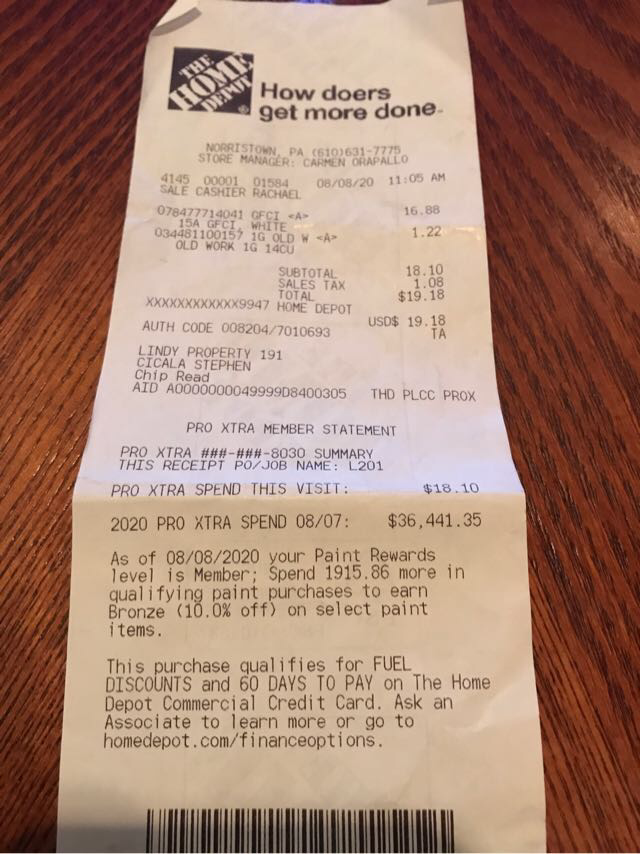 THE
HOME
DEPOT
How doers
get more done
NORRISTOWN, PA (610)631-7775
STORE MANAGER: CARMEN ORAPALLO
4145 00001 01584 08/08/20 11:05 AM
SALE CASHIER RACHAEL
078477714041 GFCI <A> 16.88
15A GFCI, WHITE
034481100157 1G OLD W <A> 1.22
OLD WORK 1G 14CU
SUBTOTAL 18.10
SALES TAX 1.08
TOTAL $19.18
XXXXXXXXXXXX9947 HOME DEPOT
USD$ 19.18
AUTH CODE 008204/7010693 TA
LINDY PROPERTY 191
CICALA STEPHEN
Chip Read
AID A0000000049999D8400305 THD PLCC PROX
PRO XTRA MEMBER STATEMENT
PRO XTRA ###-###-8030 SUMMARY
THIS RECEIPT PO/JOB NAME: L201
PRO XTRA SPEND THIS VISIT: $18.10
2020 PRO XTRA SPEND 08/07: $36,441.35
As of 08/08/2020 your Paint Rewards
level is Member; Spend 1915.86 more in
qualifying paint purchases to earn
Bronze (10.0% off) on select paint
items.
This purchase qualifies for FUEL
DISCOUNTS and 60 DAYS TO PAY on The Home
Depot Commercial Credit Card. Ask an
Associate to learn more or go to
homedepot.com/financeoptions.